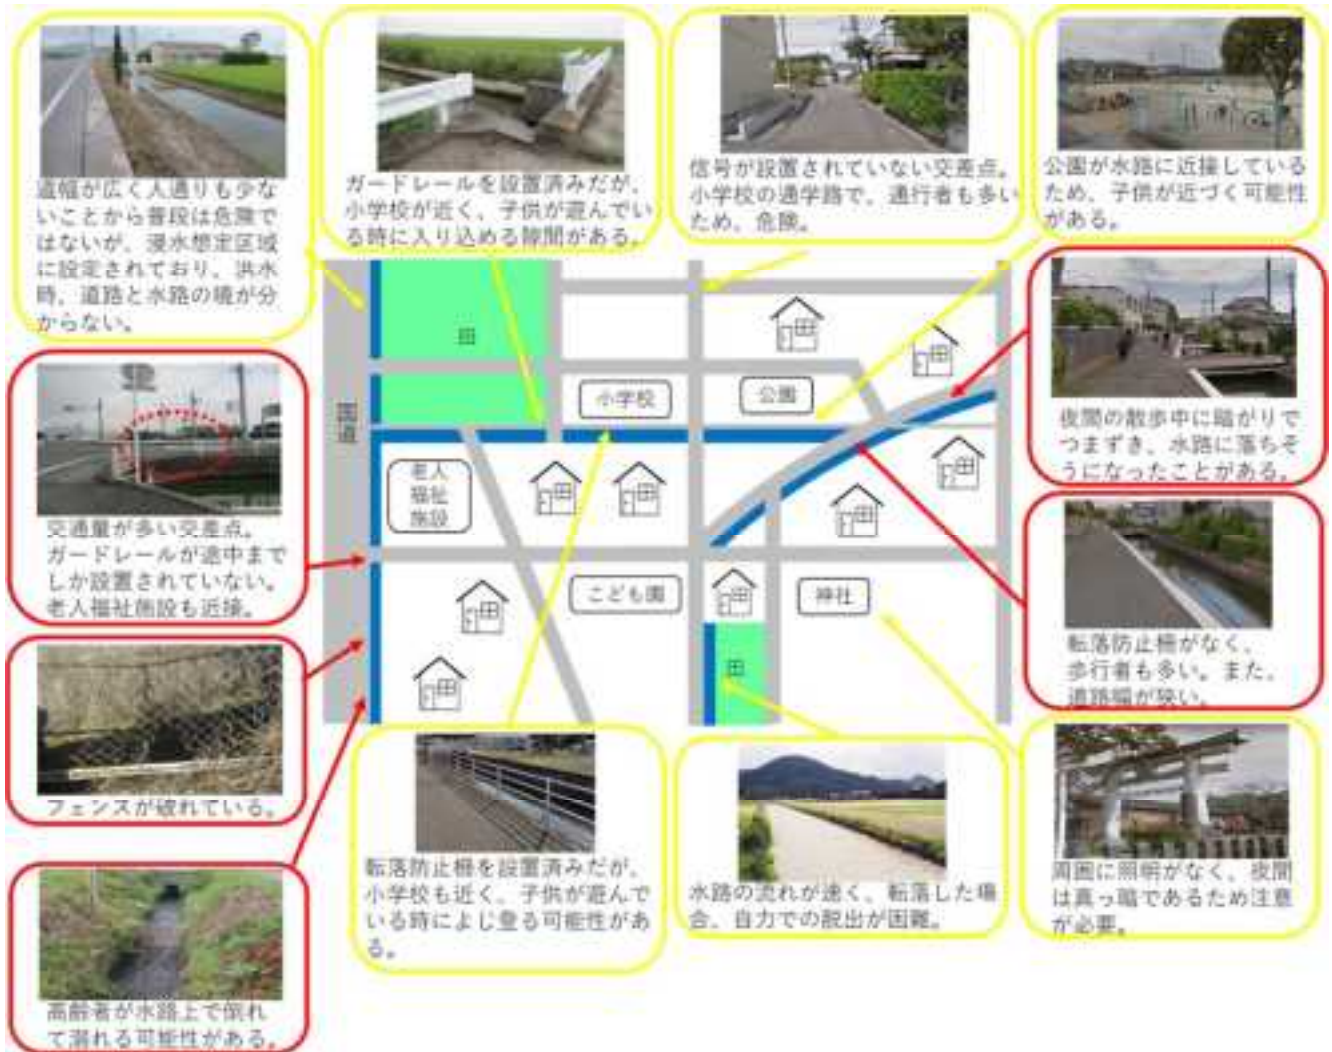 道幅が広く人通りも少な
いことから普段は危険で
はないが、浸水想定区域
に設定されており、洪水
時、道路と水路の境が分
からない。
ガードレールを設置済みだが、
小学校が近く、子供が遊んでい
る時に入り込める隙間がある。
信号が設置されていない交差点。
小学校の通学路で、通行者も多い
ため、危険。
公園が水路に近接している
ため、子供が近づく可能性
がある。
交通量が多い交差点。
ガードレールが途中まで
しか設置されていない。
老人福祉施設も近接。
国道
田
小学校
公園
老人
福祉
施設
こども園
神社
田
夜間の散歩中に暗がりで
つまずき、水路に落ちそ
うになったことがある。
転落防止柵がなく、
歩行者も多い。また、
道路幅が狭い。
フェンスが破れている。
高齢者が水路上で倒れ
て溺れる可能性がある。
転落防止柵を設置済みだが、
小学校も近く、子供が遊んで
いる時によじ登る可能性があ
る。
水路の流れが速く、転落した場
合、自力での脱出が困難。
周囲に照明がなく、夜間
は真っ暗であるため注意
が必要。